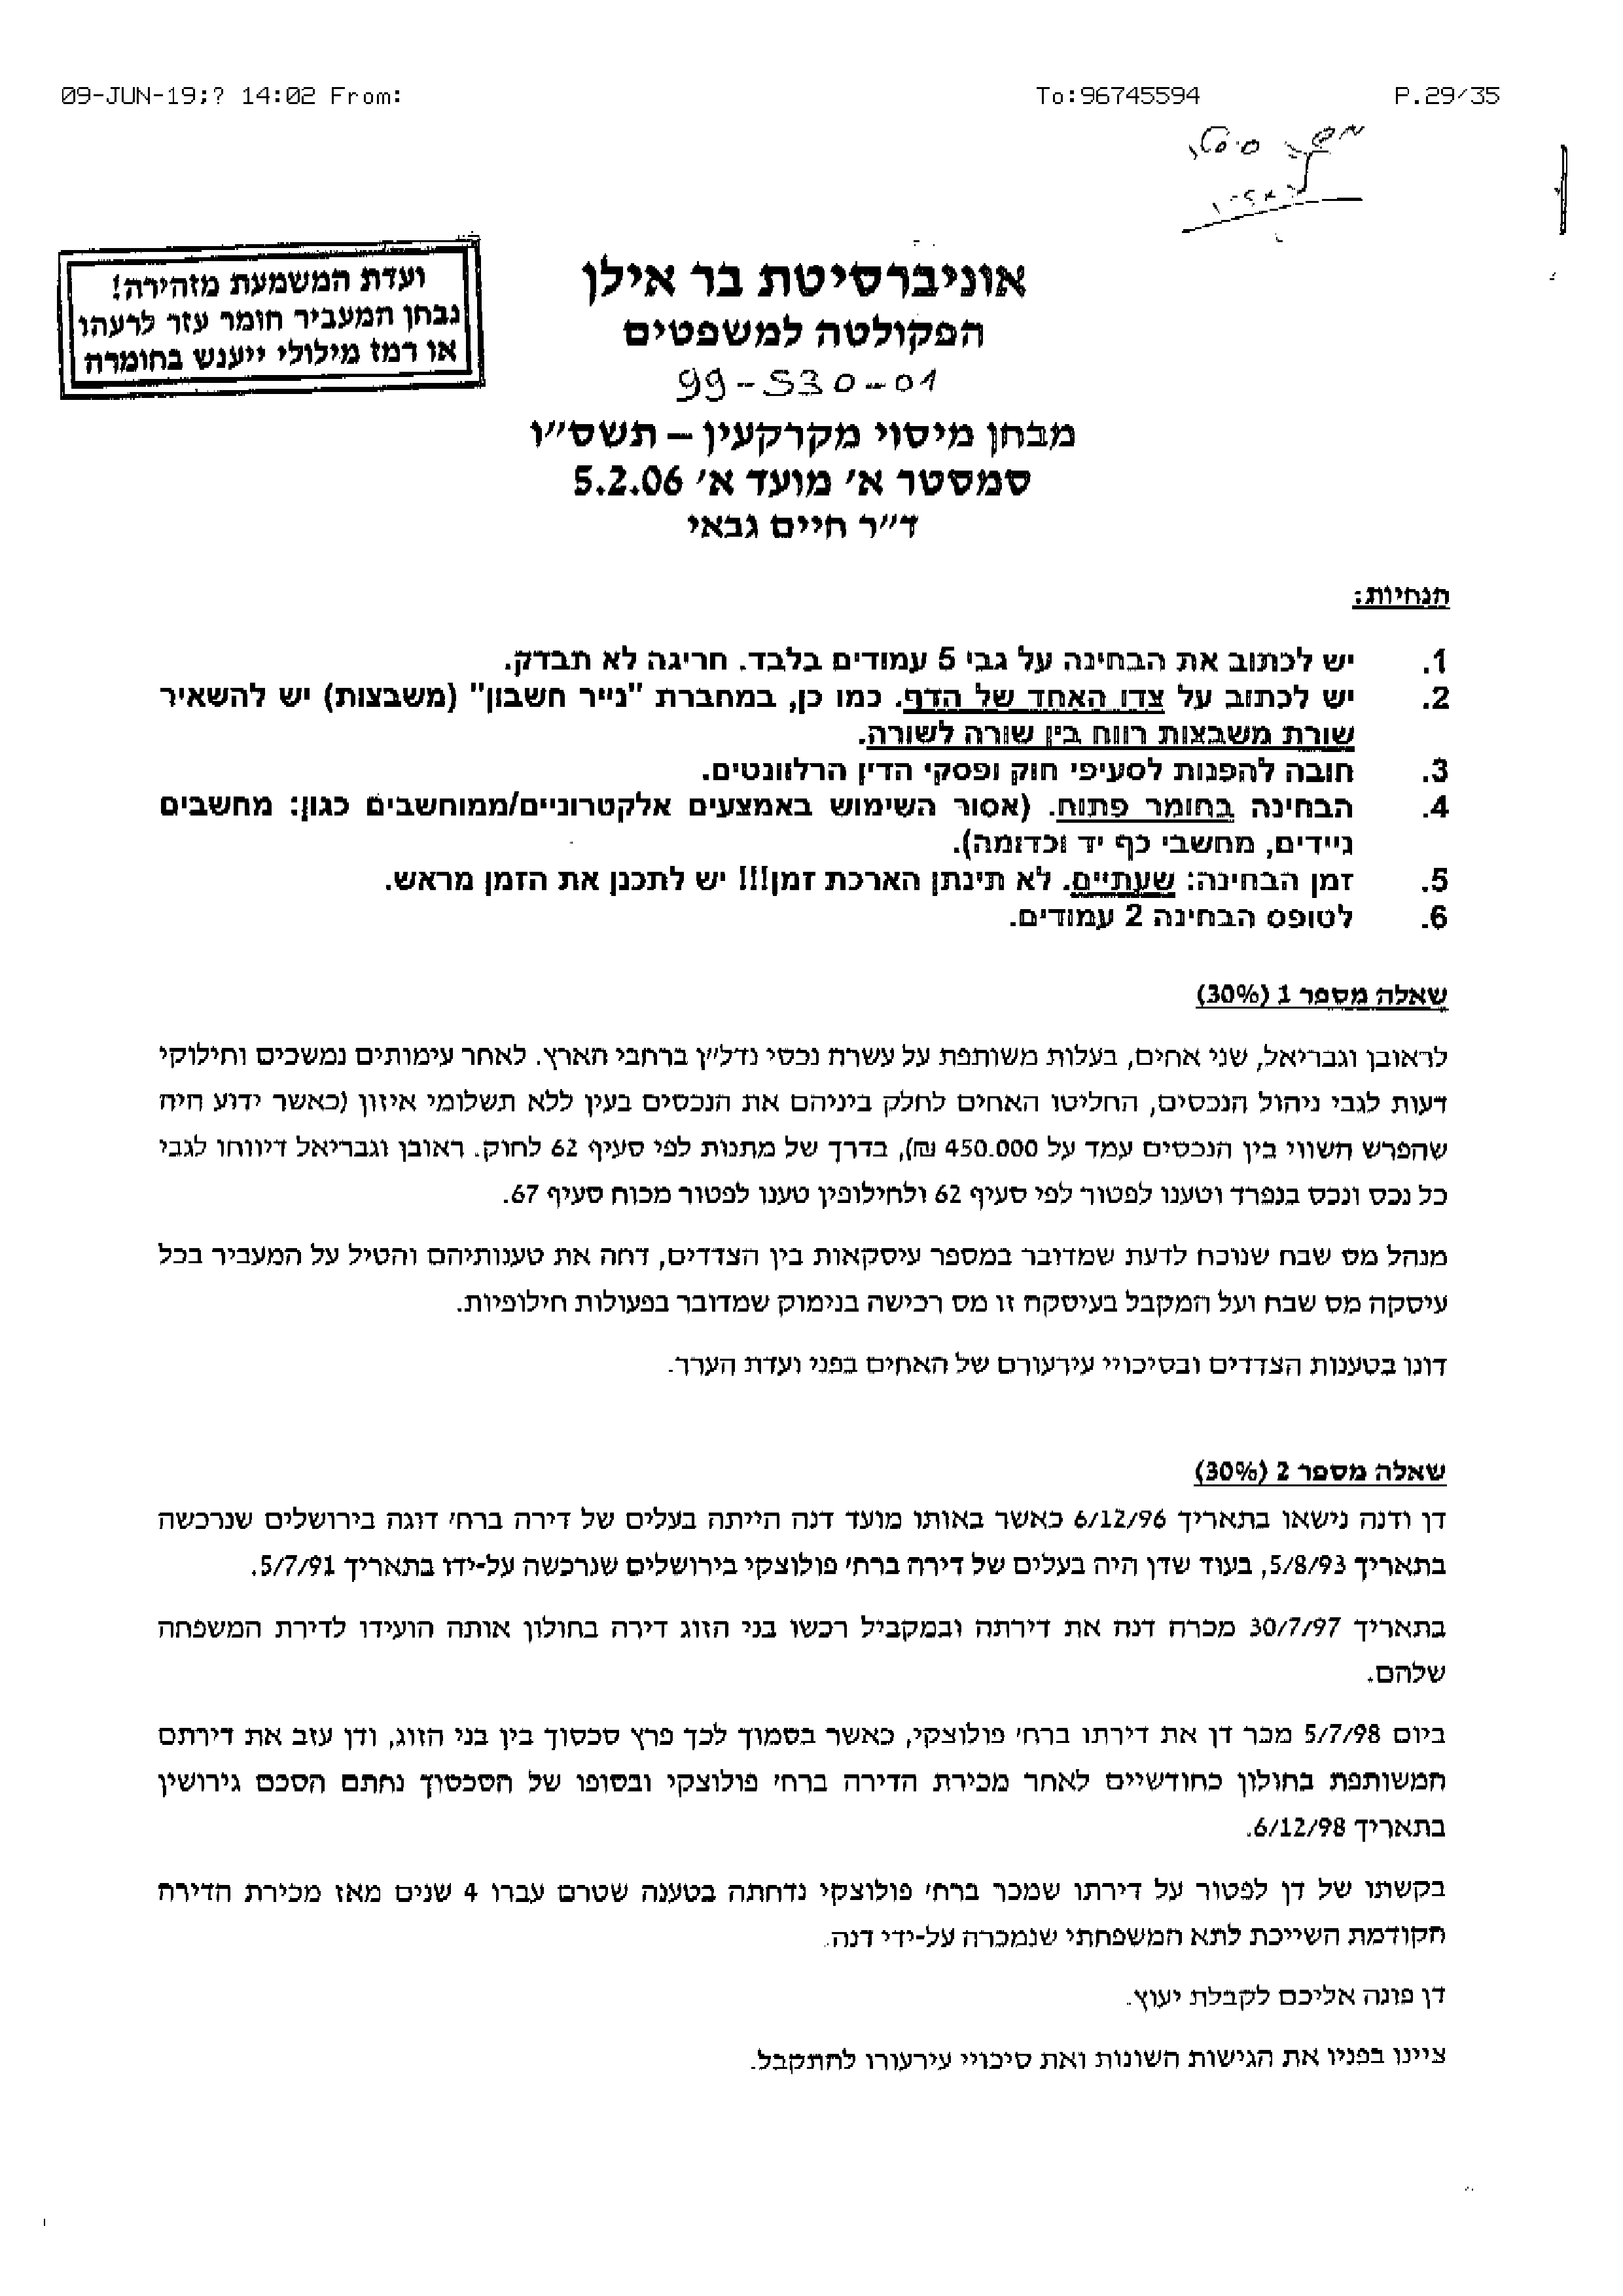 09-JUN-19;? 14:02 From: To:96745594 P.29/35
ועדת המשמעת מזהירה!
נבחן המעביר חומר עזר לרעהו
או רמז מילולי ייענש בחומרה
אוניברסיטת בר אילן
הפקולטה למשפטים
99-530-01
מבחן מיסוי מקרקעין – תשס"ו
סמסטר א' מועד א' 5.2.06
ד"ר חיים גבאי
הנחיות:
1. יש לכתוב את הבחינה על גבי 5 עמודים בלבד. חריגה לא תבדק.
2. יש לכתוב על צדו האחד של הדף. כמו כן, במחברת "נייר חשבון" (משבצות) יש להשאיר
שורת משבצות רווח בין שורה לשורה.
3. חובה להפנות לסעיפי חוק ופסקי הדין הרלוונטים.
4. הבחינה בחומר פתוח. (אסור השימוש באמצעים אלקטרוניים/ממוחשבים כגון: מחשבים
ניידים, מחשבי כף יד וכדומה).
5. זמן הבחינה: שעתיים. לא תינתן הארכת זמן!!! יש לתכנן את הזמן מראש.
6. לטופס הבחינה 2 עמודים.
שאלה מספר 1 (30%)
לראובן וגבריאל, שני אחים, בעלות משותפת על עשרה נכסי נדל"ן ברחבי הארץ. לאחר עימותים נמשכים וחילוקי
דעות לגבי ניהול הנכסים, החליטו האחים לחלק ביניהם את הנכסים בעין ללא תשלומי איזון (כאשר ידוע היה
שהפרש השווי בין הנכסים עמד על 450.000 ₪), בדרך של מתנות לפי סעיף 62 לחוק. ראובן וגבריאל דיווחו לגבי
כל נכס ונכס בנפרד וטענו לפטור לפי סעיף 62 ולחילופין טענו לפטור מכוח סעיף 67.
מנהל מס שבח שנוכח לדעת שמדובר במספר עיסקאות בין הצדדים, דחה את טענותיהם והטיל על המעביר בכל
עיסקה מס שבח ועל המקבל בעיסקה זו מס רכישה בנימוק שמדובר בפעולות חילופיות.
דונו בטענות הצדדים ובסיכויי עירעורם של האחים בפני ועדת הערר.
שאלה מספר 2 (30%)
דן ודנה נישאו בתאריך 6/12/96 כאשר באותו מועד דנה הייתה בעלים של דירה ברח' דוגה בירושלים שנרכשה
בתאריך 5/8/93, בעוד שדן היה בעלים של דירה ברח' פולוצקי בירושלים שנרכשה על-ידו בתאריך 5/7/91.
בתאריך 30/7/97 מכרה דנה את דירתה ובמקביל רכשו בני הזוג דירה בחולון אותה הועידו לדירת המשפחה
שלהם.
ביום 5/7/98 מכר דן את דירתו ברח' פולוצקי, כאשר בסמוך לכך פרץ סכסוך בין בני הזוג, ודן עזב את דירתם
המשותפת בחולון כחודשיים לאחר מכירת הדירה ברח' פולוצקי ובסופו של הסכסוך נחתם הסכם גירושין
בתאריך 6/12/98.
בקשתו של דן לפטור על דירתו שמכר ברח' פולוצקי נדחתה בטענה שטרם עברו 4 שנים מאז מכירת הדירה
הקודמת השייכת לתא המשפחתי שנמכרה על-ידי דנה.
דן פונה אליכם לקבלת יעוץ.
ציינו בפניו את הגישות השונות ואת סיכויי עירעורו להתקבל.